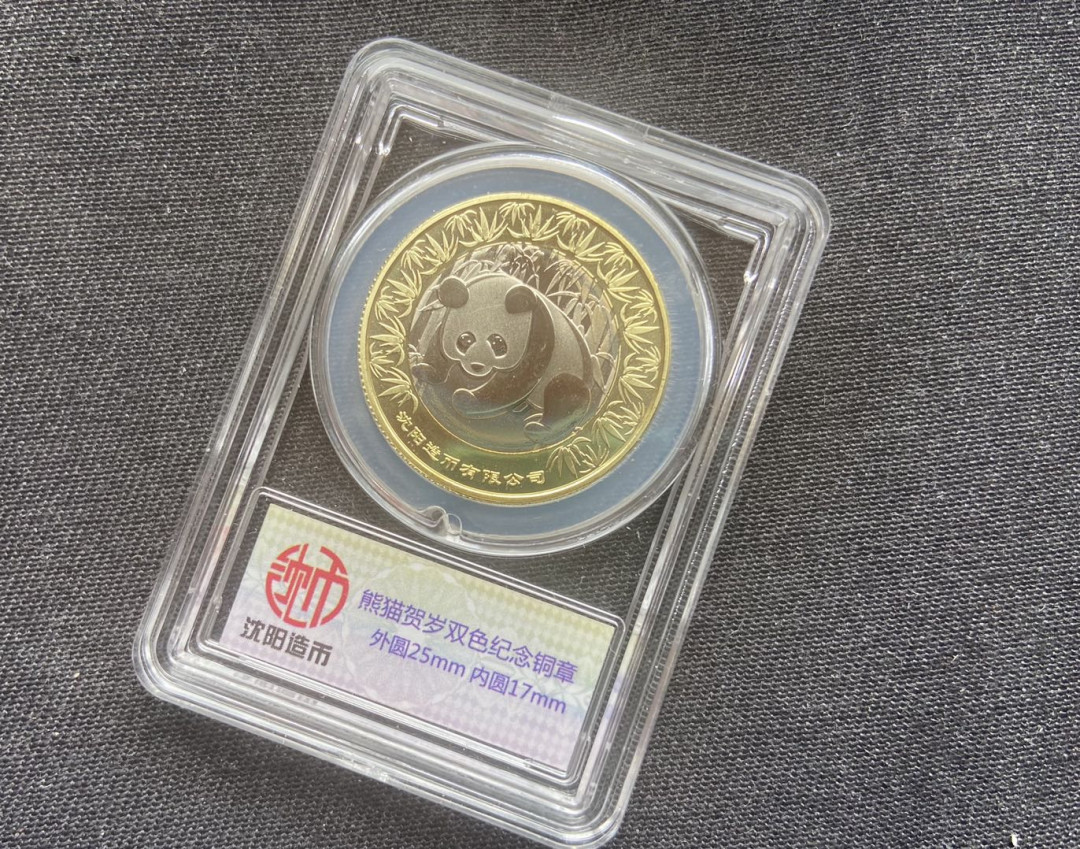 沈阳造币有限公司
沈币
沈阳造币
熊猫贺岁双色纪念铜章
外圆25mm 内圆17mm